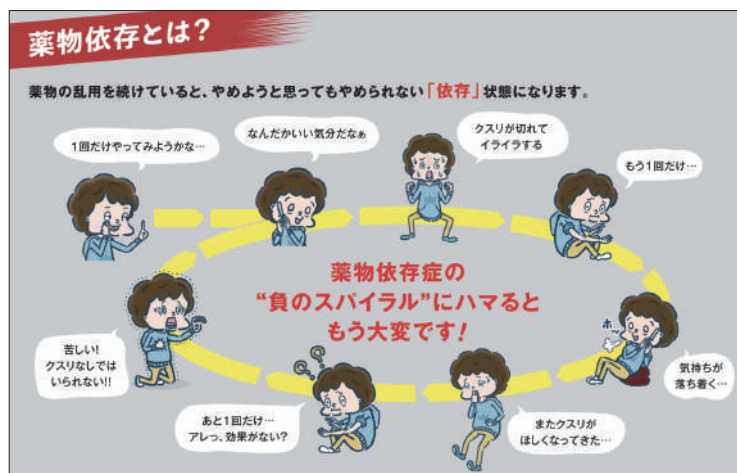 薬物依存とは？
薬物の乱用を続けていると、やめようと思ってもやめられない「依存」状態になります。
1回だけやってみようかな…
なんだかいい気分だなぁ
クスリが切れて
イライラする
もう1回だけ…
薬物依存症の
“負のスパイラル”にハマると
もう大変です！
ホッ
気持ちが
落ち着く…
またクスリが
ほしくなってきた…
あと1回だけ…
アレっ、効果がない？
苦しい！
クスリなしでは
いられない!!